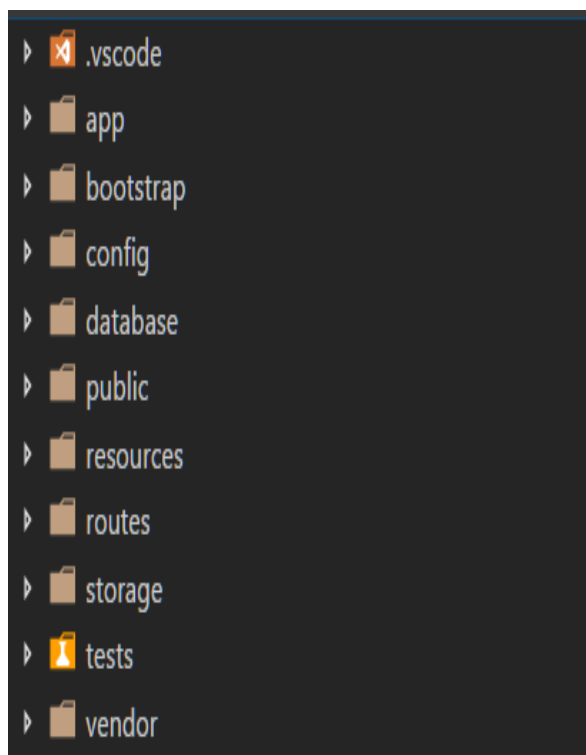 .vscode
app
bootstrap
config
database
public
resources
routes
storage
tests
vendor